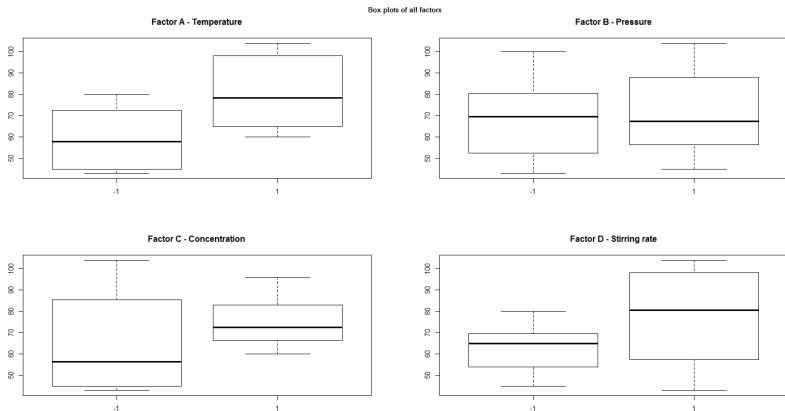 Box plots of all factors
Factor A - Temperature
50 60 70 80 90 100
-1 1
Factor B - Pressure
50 60 70 80 90 100
-1 1
Factor C - Concentration
50 60 70 80 90 100
-1 1
Factor D - Stirring rate
50 60 70 80 90 100
-1 1